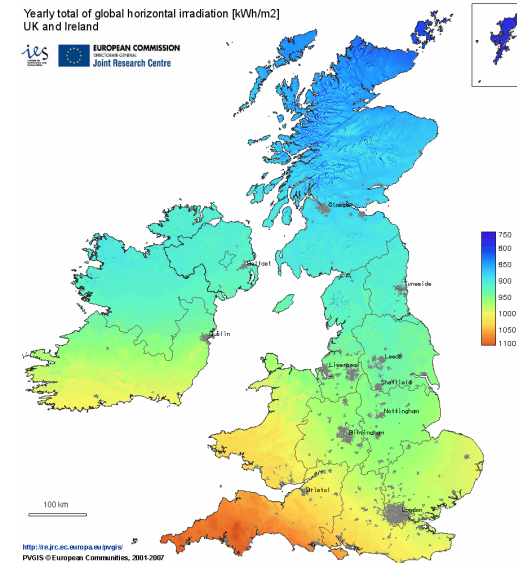 Yearly total of global horizontal irradiation [kWh/m2]
UK and Ireland
ies
EUROPEAN COMMISSION
DIRECTORATE-GENERAL
Joint Research Centre
Glasgow
Belfast
Tyneside
Dublin
Leeds
Liverpool
Sheffield
Nottingham
Birmingham
Bristol
London
750
800
850
900
950
1000
1050
1100
100 km
http://re.jrc.ec.europa.eu/pvgis/
PVGIS © European Communities, 2001-2007